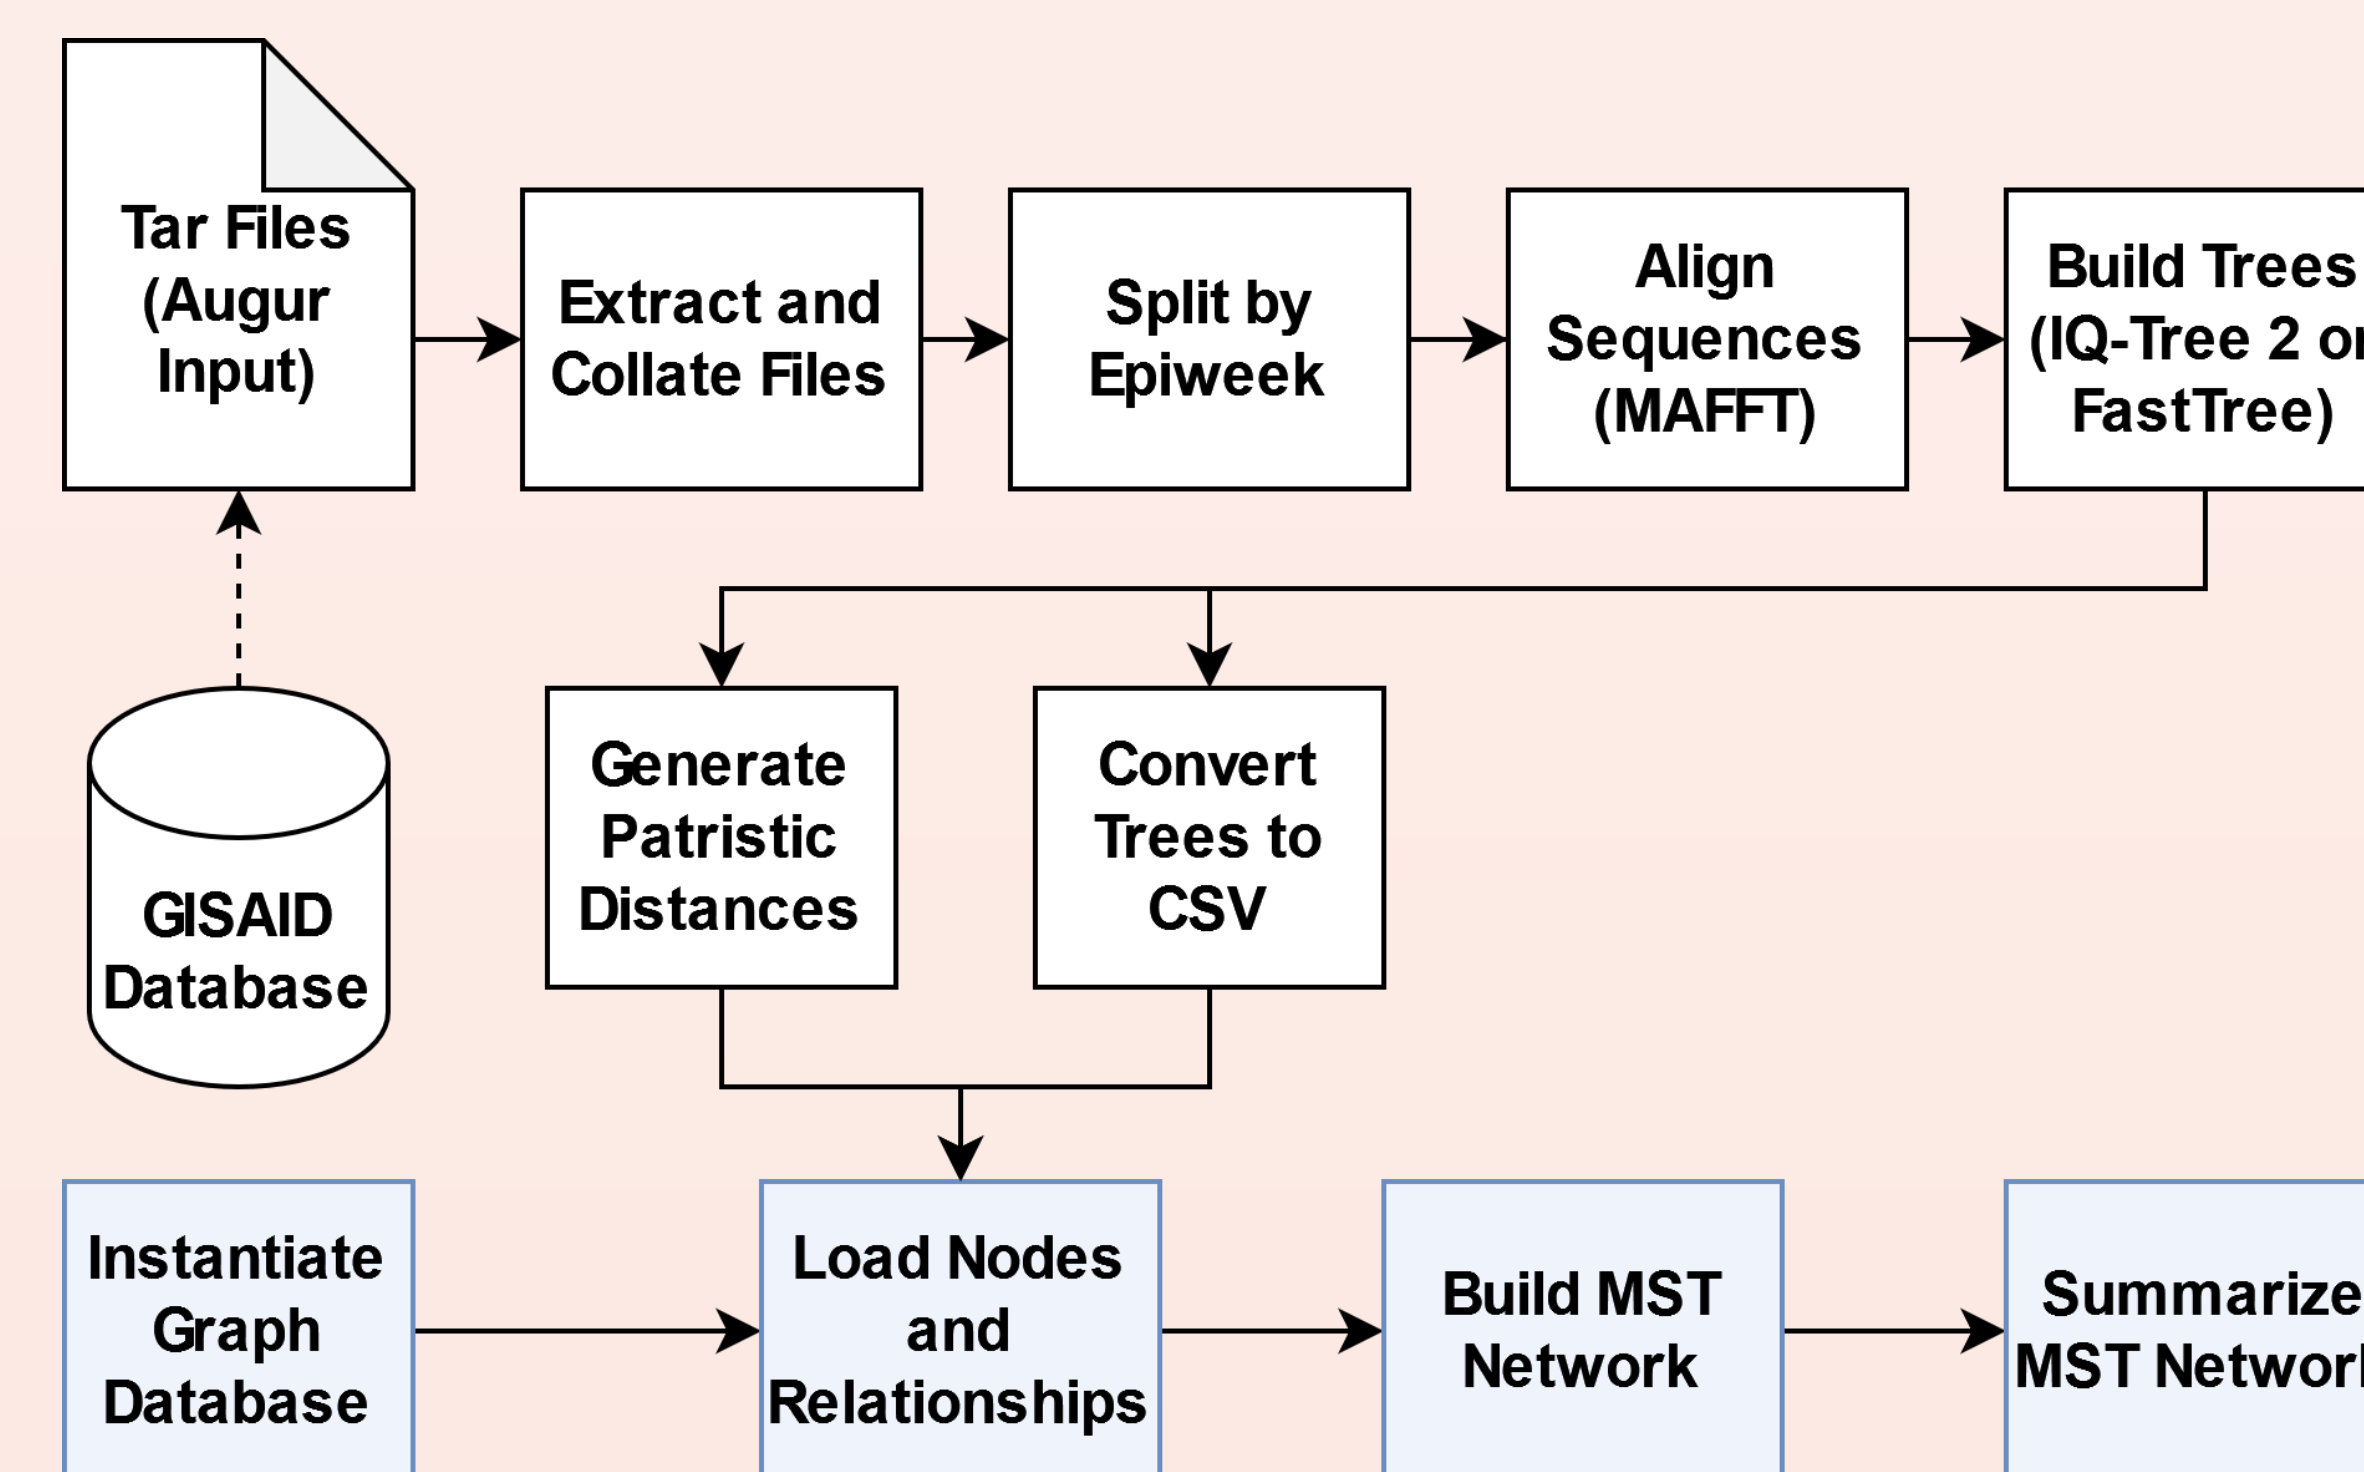 Tar Files
(Augur
Input)
Extract and
Collate Files
Split by
Epiweek
Align
Sequences
(MAFFT)
Build Trees
(IQ-Tree 2 or
FastTree)
Generate
Patristic
Distances
Convert
Trees to
CSV
GISAID
Database
Instantiate
Graph
Database
Load Nodes
and
Relationships
Build MST
Network
Summarize
MST Network